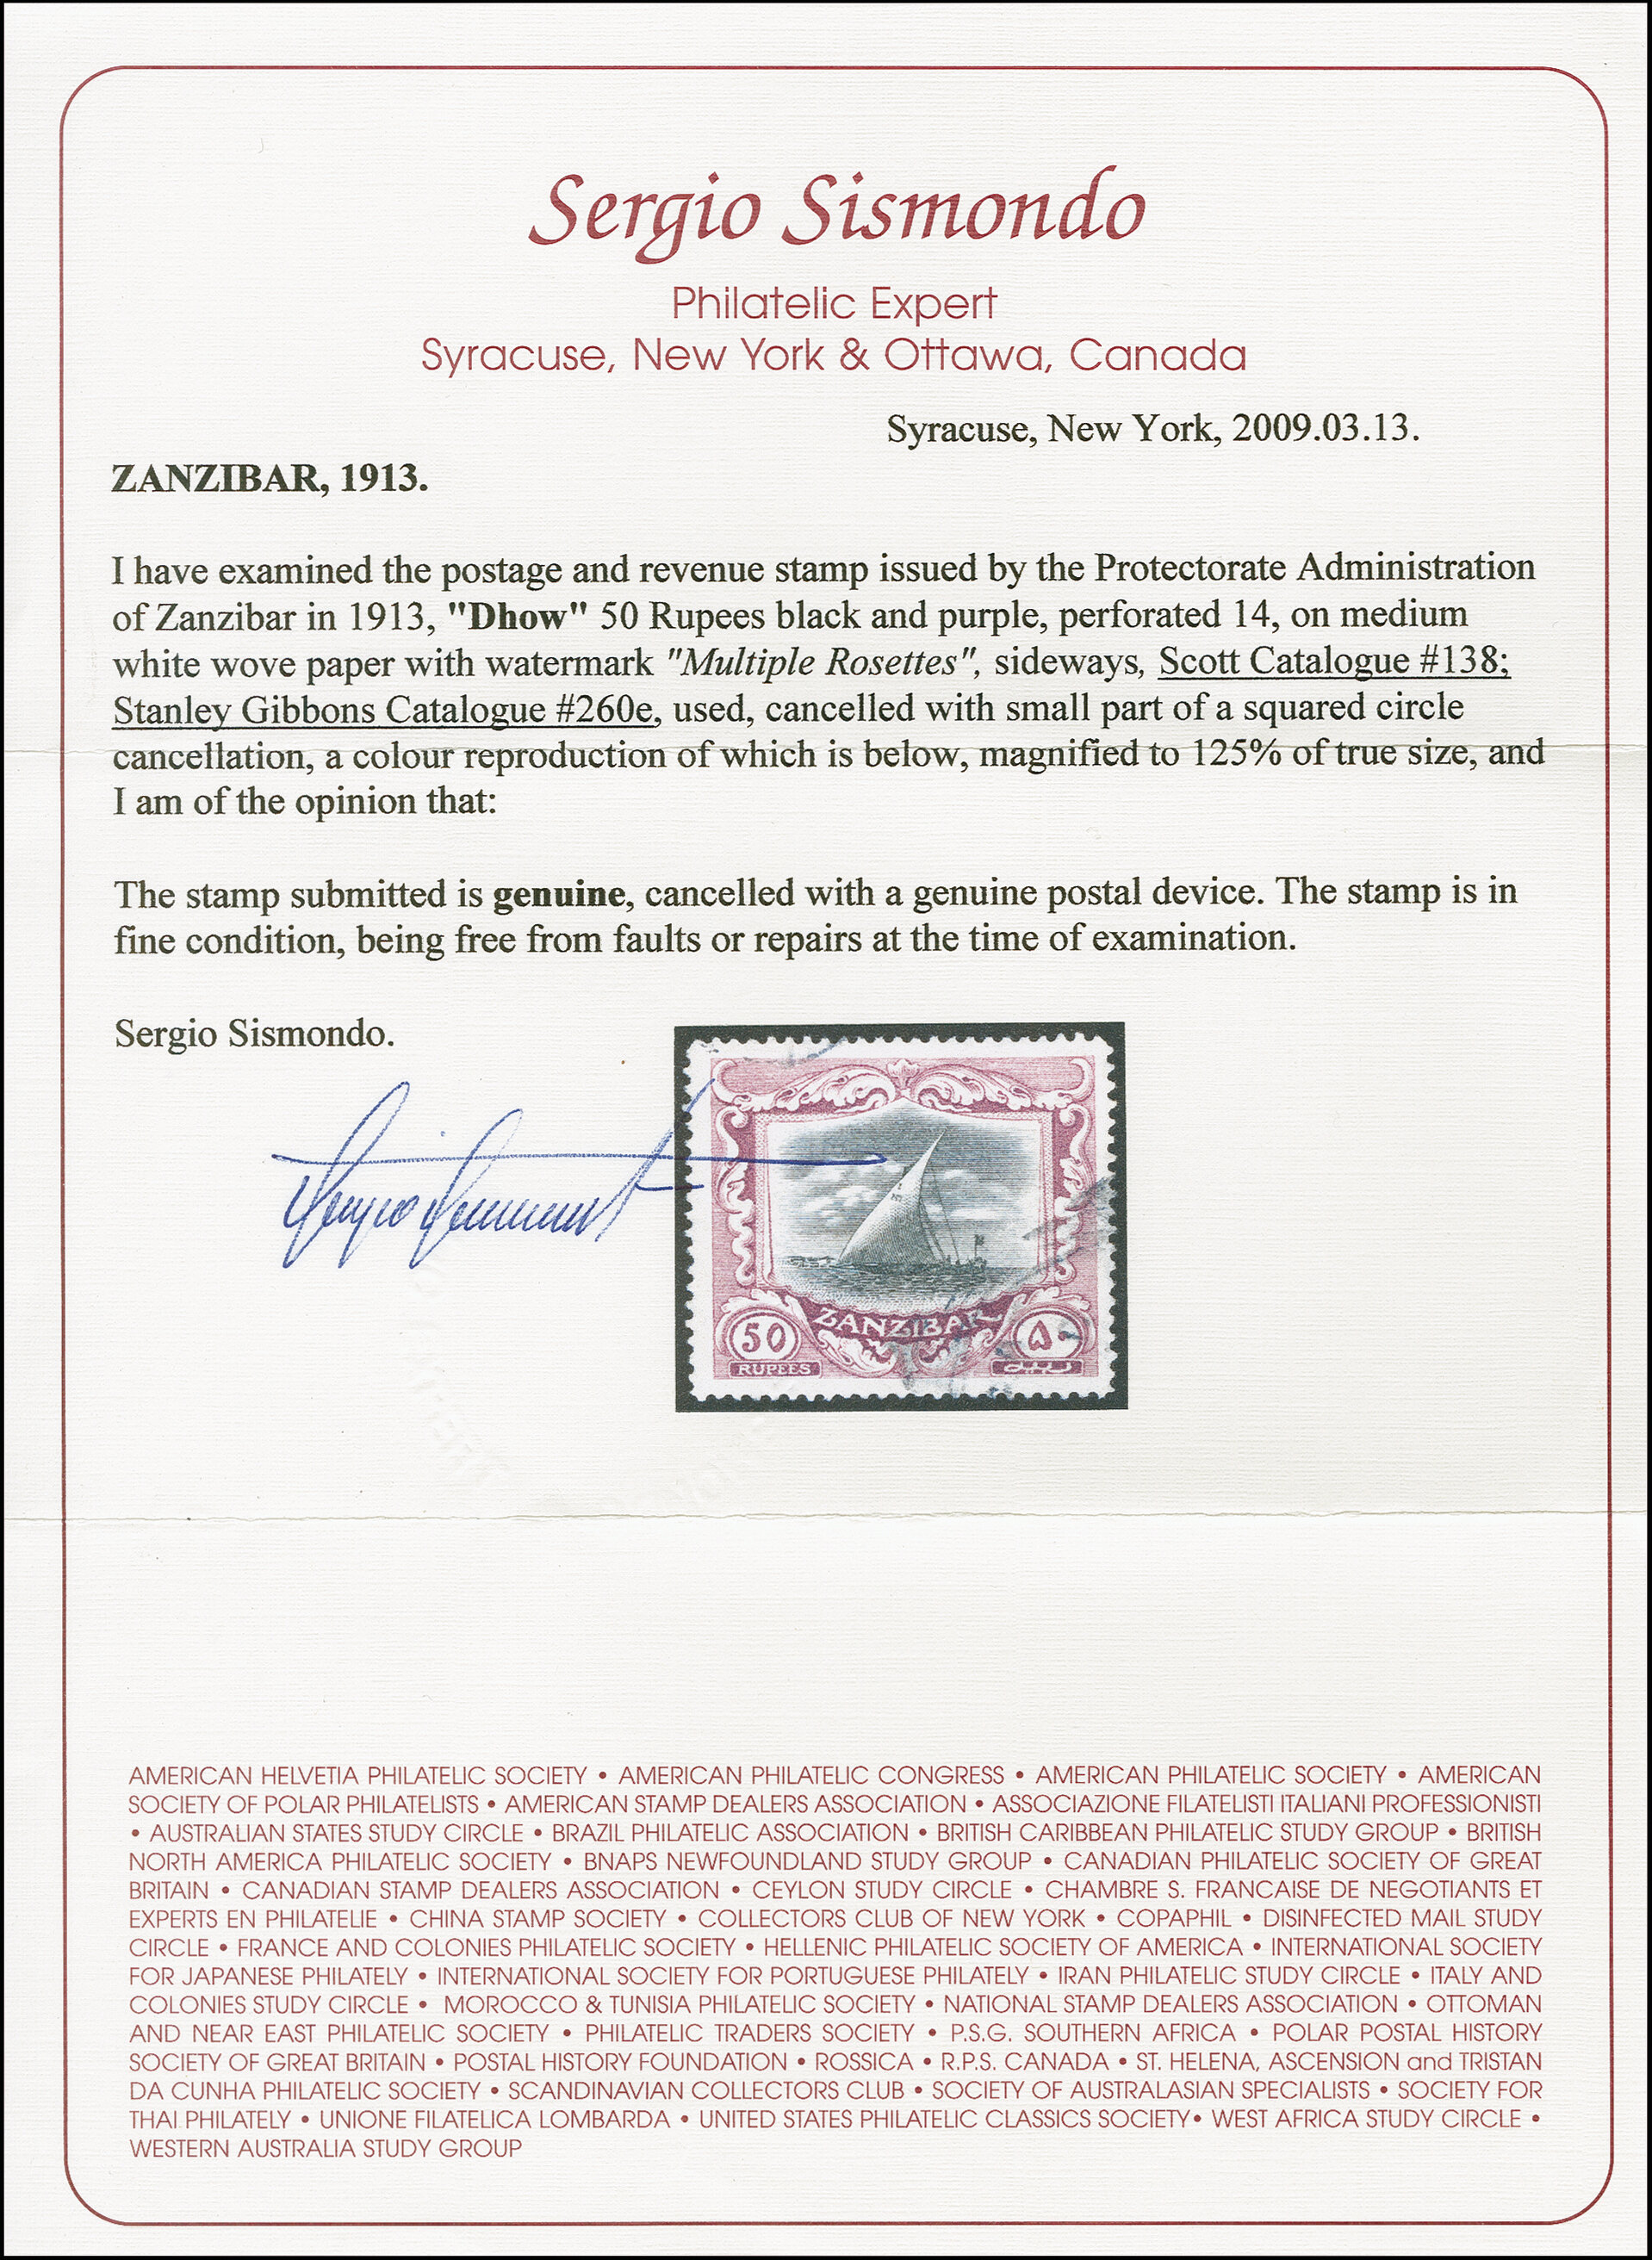 Sergio Sismondo
Philatelic Expert
Syracuse, New York & Ottawa, Canada
Syracuse, New York, 2009.03.13.
ZANZIBAR, 1913.
I have examined the postage and revenue stamp issued by the Protectorate Administration
of Zanzibar in 1913, "Dhow" 50 Rupees black and purple, perforated 14, on medium
white wove paper with watermark "Multiple Rosettes", sideways, Scott Catalogue #138;
Stanley Gibbons Catalogue #260e, used, cancelled with small part of a squared circle
cancellation, a colour reproduction of which is below, magnified to 125% of true size, and
I am of the opinion that:
The stamp submitted is genuine, cancelled with a genuine postal device. The stamp is in
fine condition, being free from faults or repairs at the time of examination.
Sergio Sismondo.
ZANZIBAR
50
RUPEES
٥٠
AMERICAN HELVETIA PHILATELIC SOCIETY • AMERICAN PHILATELIC CONGRESS • AMERICAN PHILATELIC SOCIETY • AMERICAN
SOCIETY OF POLAR PHILATELISTS • AMERICAN STAMP DEALERS ASSOCIATION • ASSOCIAZIONE FILATELISTI ITALIANI PROFESSIONISTI
• AUSTRALIAN STATES STUDY CIRCLE • BRAZIL PHILATELIC ASSOCIATION • BRITISH CARIBBEAN PHILATELIC STUDY GROUP • BRITISH
NORTH AMERICA PHILATELIC SOCIETY • BNAPS NEWFOUNDLAND STUDY GROUP • CANADIAN PHILATELIC SOCIETY OF GREAT
BRITAIN • CANADIAN STAMP DEALERS ASSOCIATION • CEYLON STUDY CIRCLE • CHAMBRE S. FRANCAISE DE NEGOTIANTS ET
EXPERTS EN PHILATELIE • CHINA STAMP SOCIETY • COLLECTORS CLUB OF NEW YORK • COPAPHIL • DISINFECTED MAIL STUDY
CIRCLE • FRANCE AND COLONIES PHILATELIC SOCIETY • HELLENIC PHILATELIC SOCIETY OF AMERICA • INTERNATIONAL SOCIETY
FOR JAPANESE PHILATELY • INTERNATIONAL SOCIETY FOR PORTUGUESE PHILATELY • IRAN PHILATELIC STUDY CIRCLE • ITALY AND
COLONIES STUDY CIRCLE • MOROCCO & TUNISIA PHILATELIC SOCIETY • NATIONAL STAMP DEALERS ASSOCIATION • OTTOMAN
AND NEAR EAST PHILATELIC SOCIETY • PHILATELIC TRADERS SOCIETY • P.S.G. SOUTHERN AFRICA • POLAR POSTAL HISTORY
SOCIETY OF GREAT BRITAIN • POSTAL HISTORY FOUNDATION • ROSSICA • R.P.S. CANADA • ST. HELENA, ASCENSION and TRISTAN
DA CUNHA PHILATELIC SOCIETY • SCANDINAVIAN COLLECTORS CLUB • SOCIETY OF AUSTRALASIAN SPECIALISTS • SOCIETY FOR
THAI PHILATELY • UNIONE FILATELICA LOMBARDA • UNITED STATES PHILATELIC CLASSICS SOCIETY• WEST AFRICA STUDY CIRCLE •
WESTERN AUSTRALIA STUDY GROUP